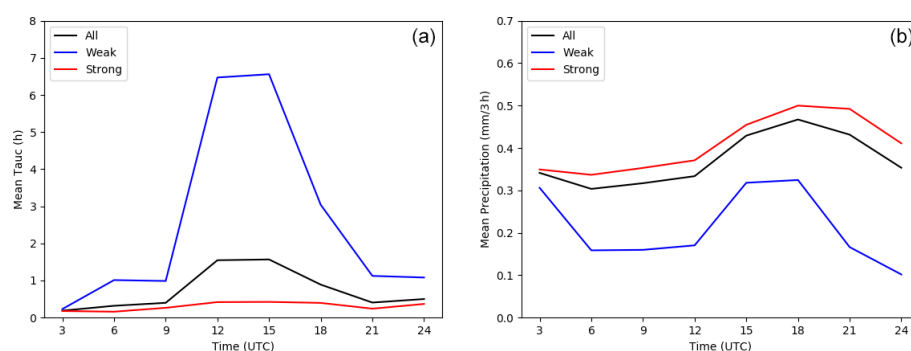 (a)
All
Weak
Strong
Mean Tauc (h)
8
7
6
5
4
3
2
1
0
3 6 9 12 15 18 21 24
Time (UTC)
(b)
All
Weak
Strong
Mean Precipitation (mm/3 h)
0.7
0.6
0.5
0.4
0.3
0.2
0.1
0.0
3 6 9 12 15 18 21 24
Time (UTC)